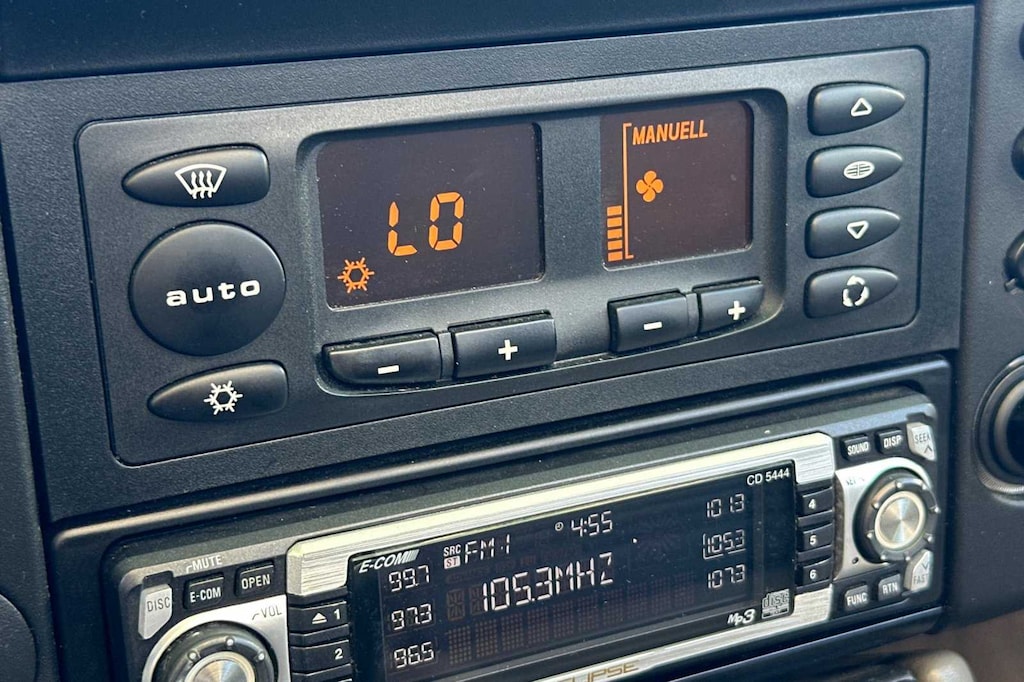 MANUELL
LO
auto
- + - +
CD 5444
SOUND DISP SEEK
MUTE
DISC E-COM OPEN
VOL
E-COM
SRC FM 1 4:55
ST
99.7 101.3
97.3 105.3MHZ 105.3
96.5 107.3
1
2
4
5
6
MP3
FUNC RTN FAST